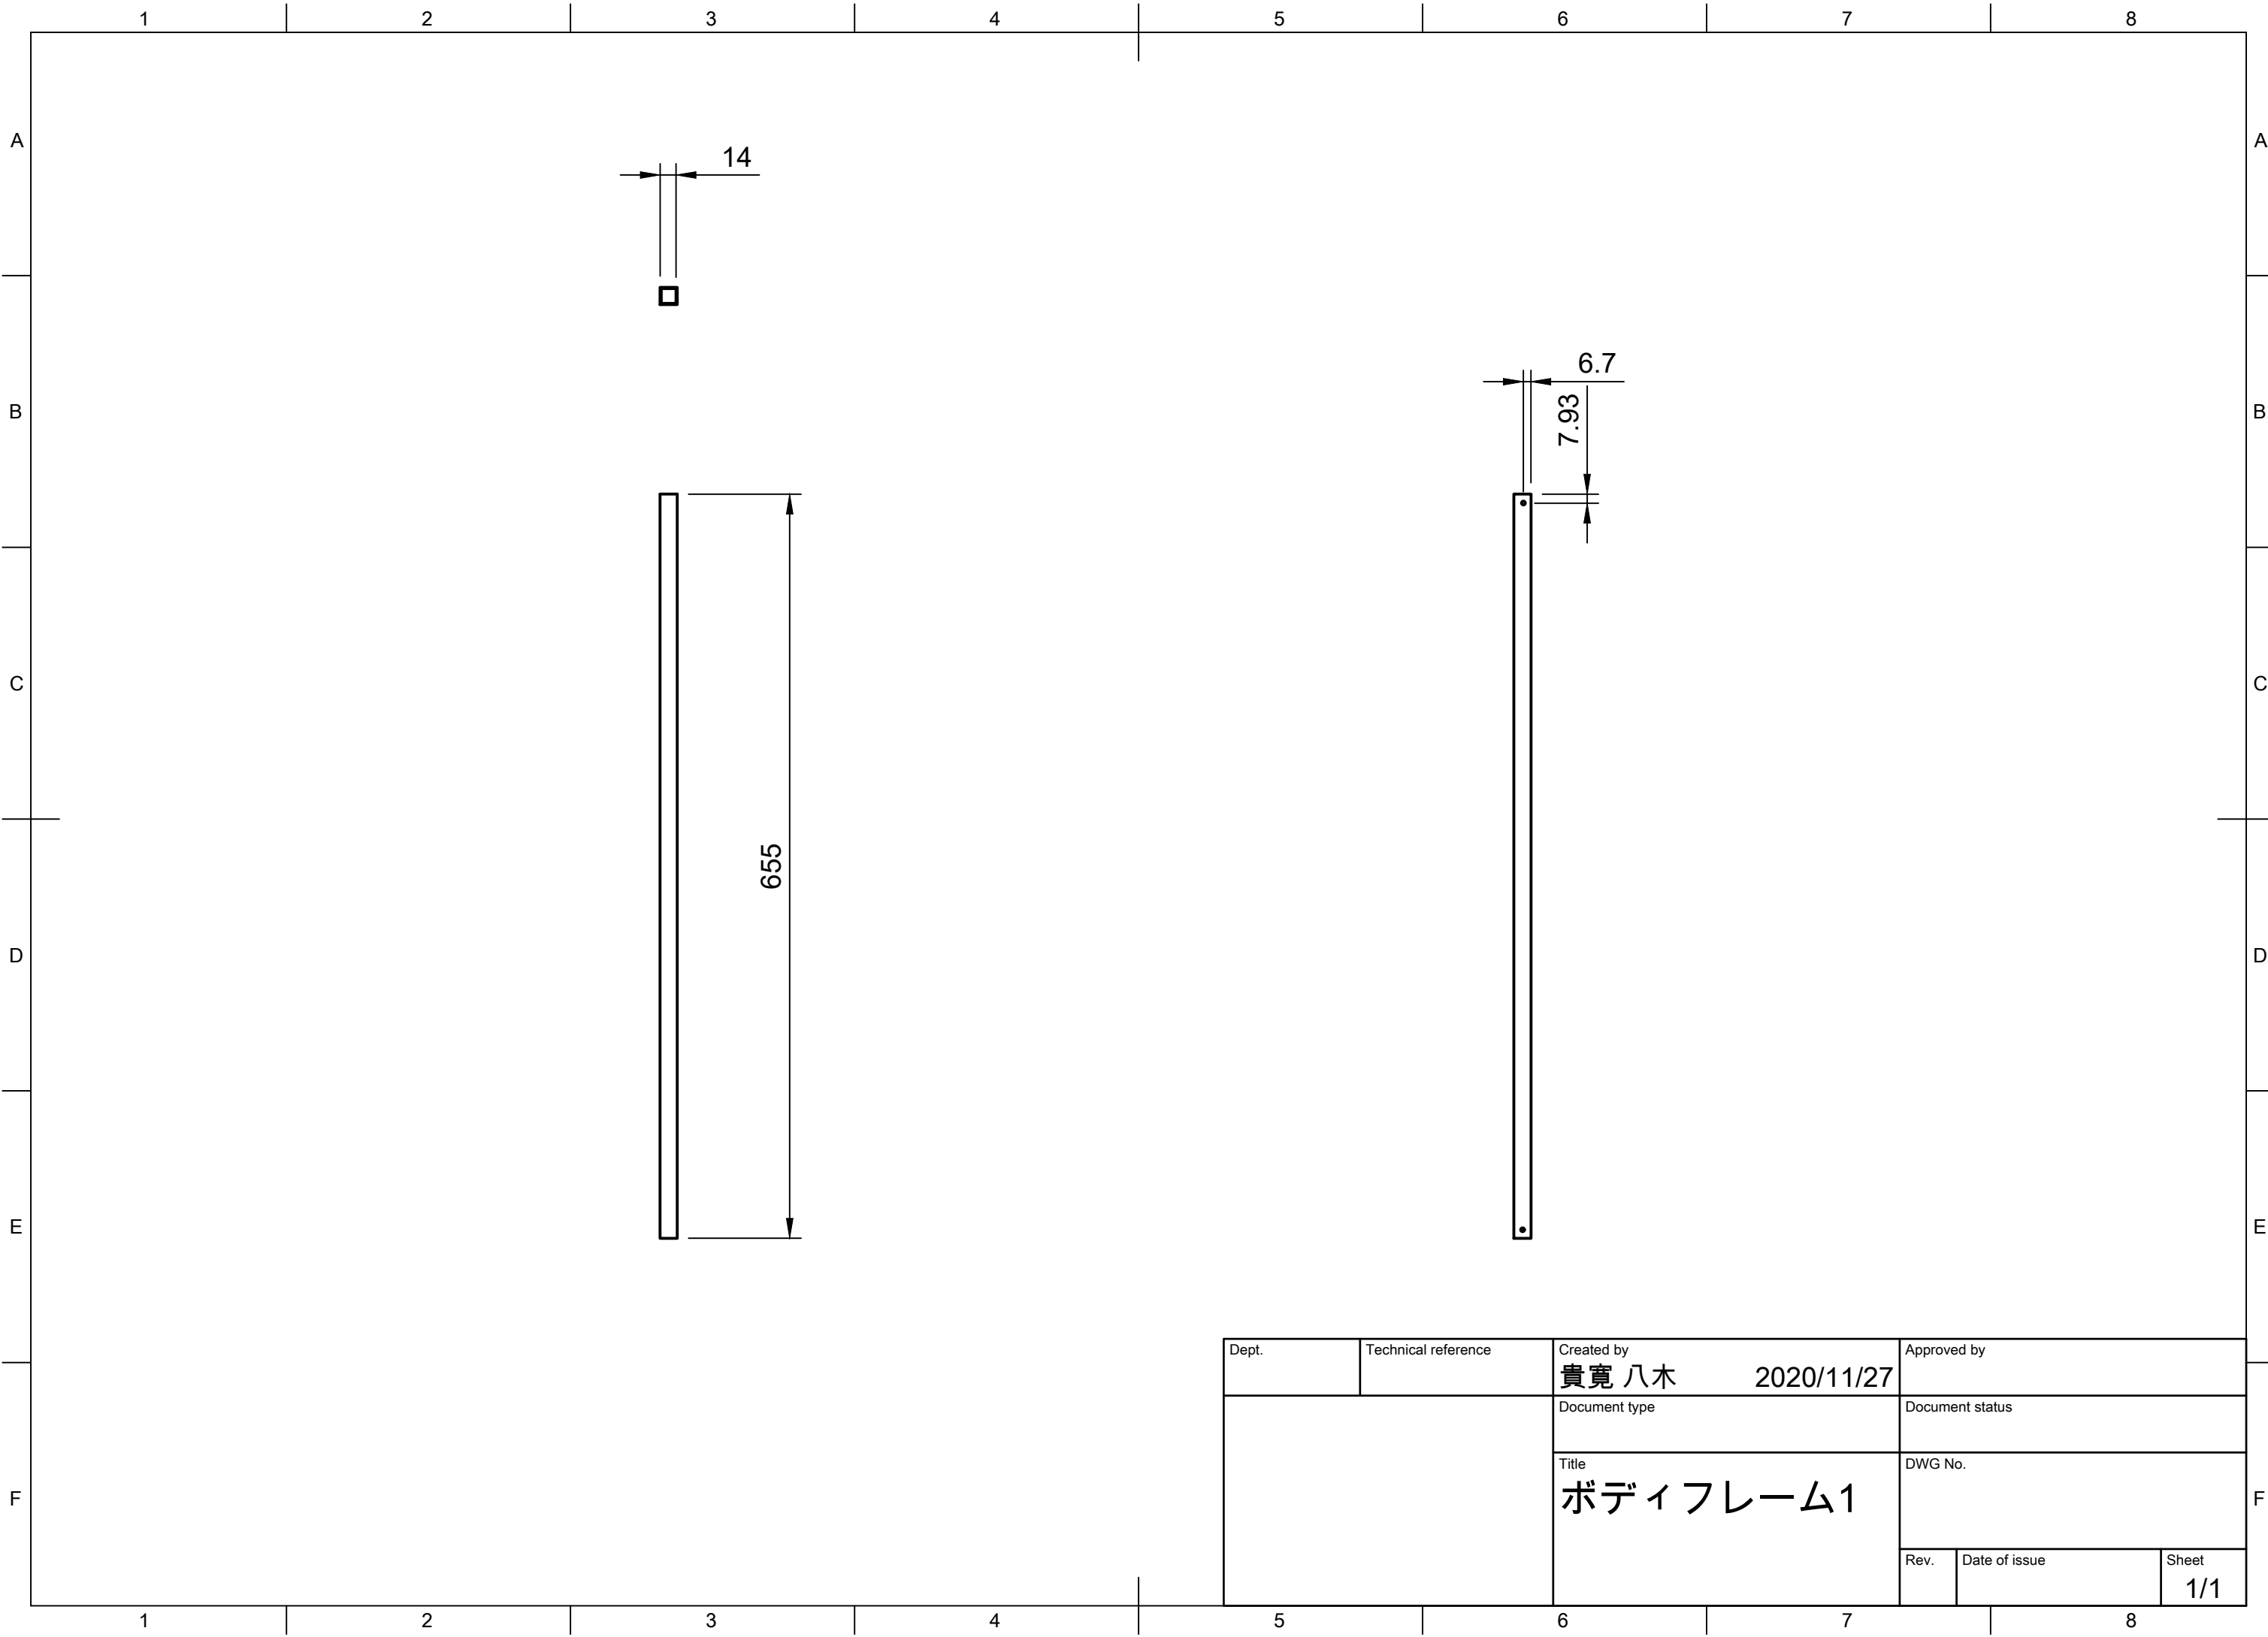 1 2 3 4 5 6 7 8
A A
14
6.7
7.93
B B
C C
655
D D
E E
Dept. Technical reference Created by Approved by
貴寛 八木 2020/11/27
Document type Document status
Title DWG No.
ボディフレーム1
F F
Rev. Date of issue Sheet
1/1
1 2 3 4 5 6 7 8